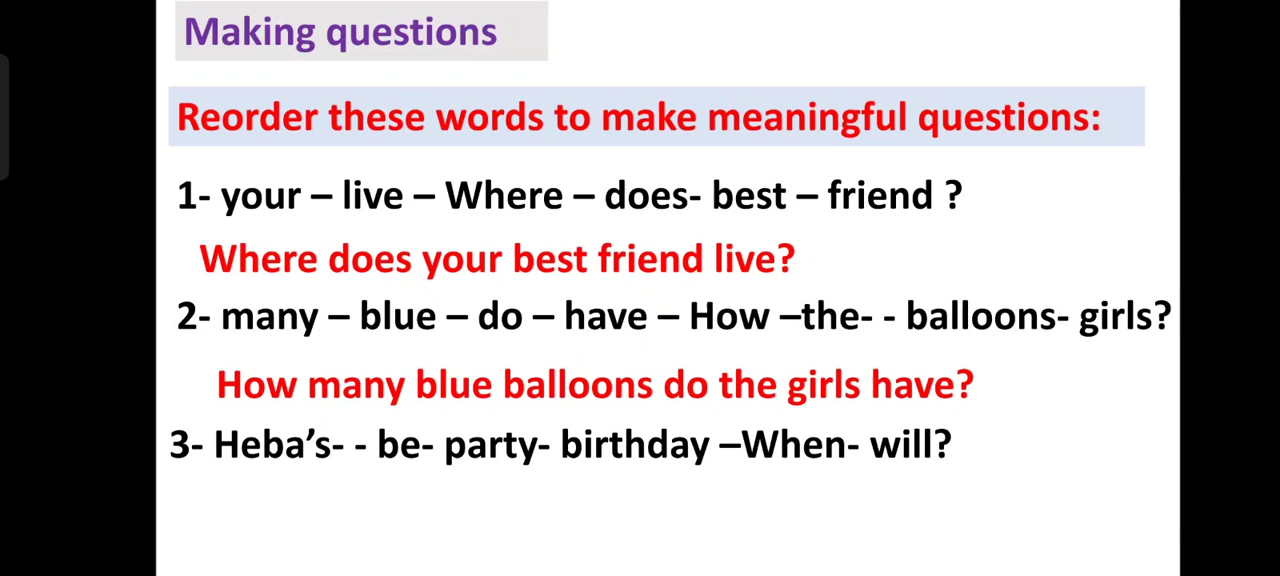 Making questions
Reorder these words to make meaningful questions:
1- your – live – Where – does- best – friend ?
Where does your best friend live?
2- many – blue – do – have – How –the- - balloons- girls?
How many blue balloons do the girls have?
3- Heba’s- - be- party- birthday –When- will?